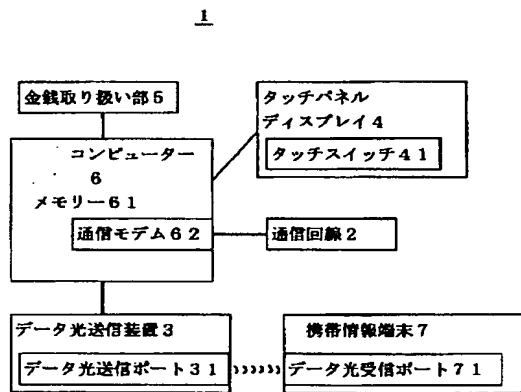 1
金銭取り扱い部5
タッチパネル
ディスプレイ4
タッチスイッチ41
コンピューター
6
メモリー61
通信モデム62
通信回線2
データ光送信装置3
データ光送信ポート31
携帯情報端末7
データ光受信ポート71